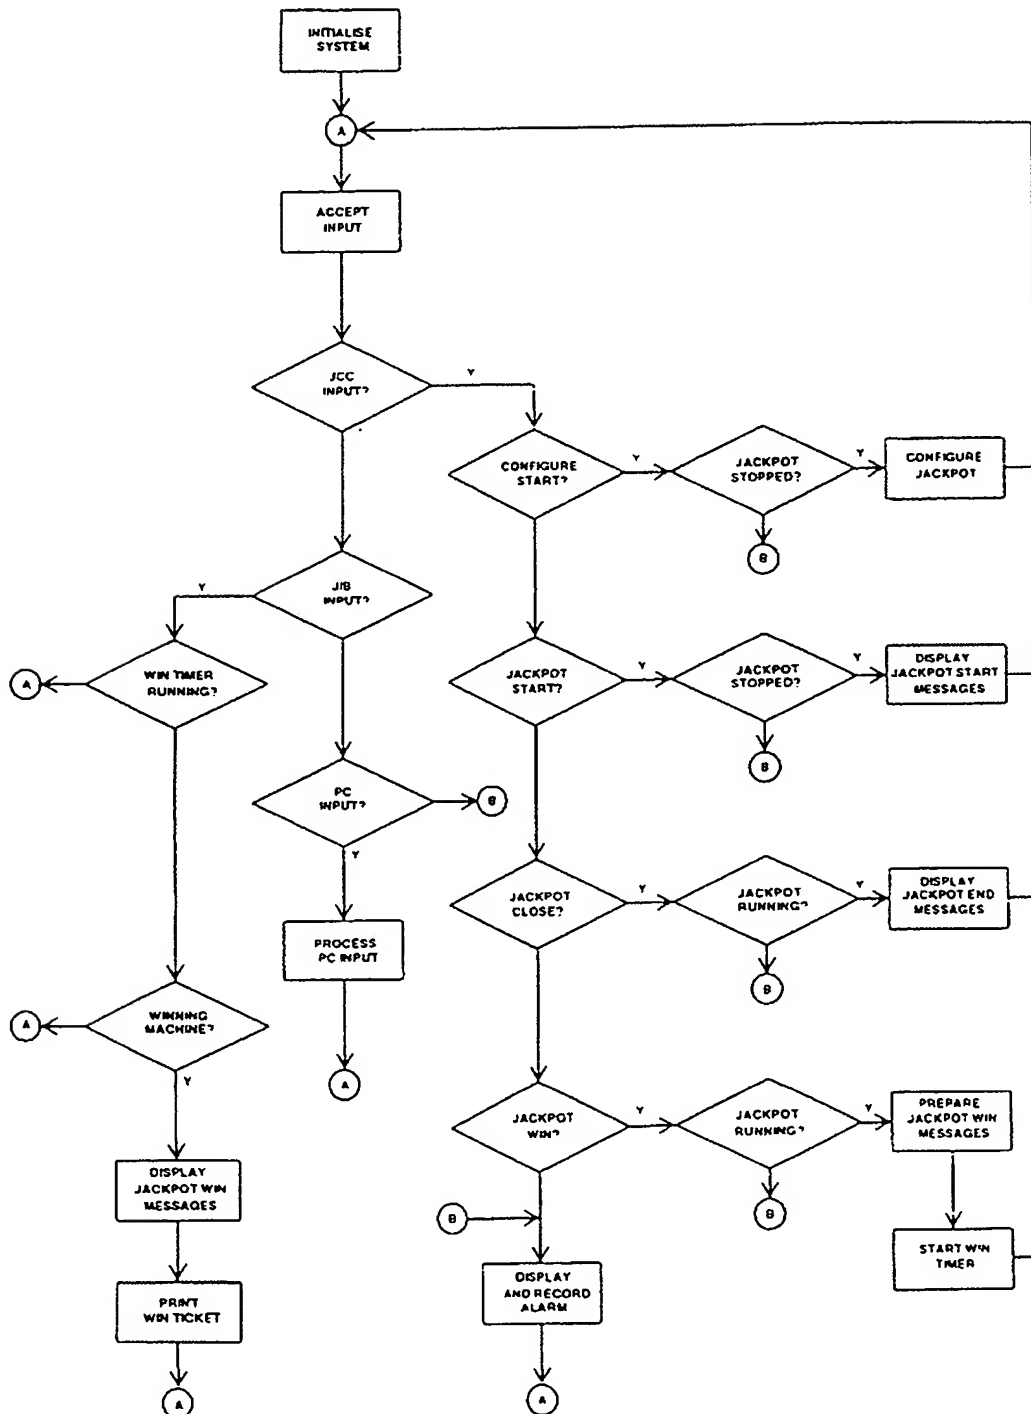 INITIALISE
SYSTEM
A
ACCEPT
INPUT
JCC
INPUT?
Y
CONFIGURE
START?
Y
JACKPOT
STOPPED?
Y
CONFIGURE
JACKPOT
B
Y
JIB
INPUT?
A
WIN TIMER
RUNNING?
JACKPOT
START?
Y
JACKPOT
STOPPED?
Y
DISPLAY
JACKPOT START
MESSAGES
B
PC
INPUT?
B
Y
JACKPOT
CLOSE?
Y
JACKPOT
RUNNING?
Y
DISPLAY
JACKPOT END
MESSAGES
B
PROCESS
PC INPUT
A
A
WINNING
MACHINE?
Y
JACKPOT
WIN?
Y
JACKPOT
RUNNING?
Y
PREPARE
JACKPOT WIN
MESSAGES
B
DISPLAY
JACKPOT WIN
MESSAGES
B
START WIN
TIMER
DISPLAY
AND RECORD
ALARM
PRINT
WIN TICKET
A
A